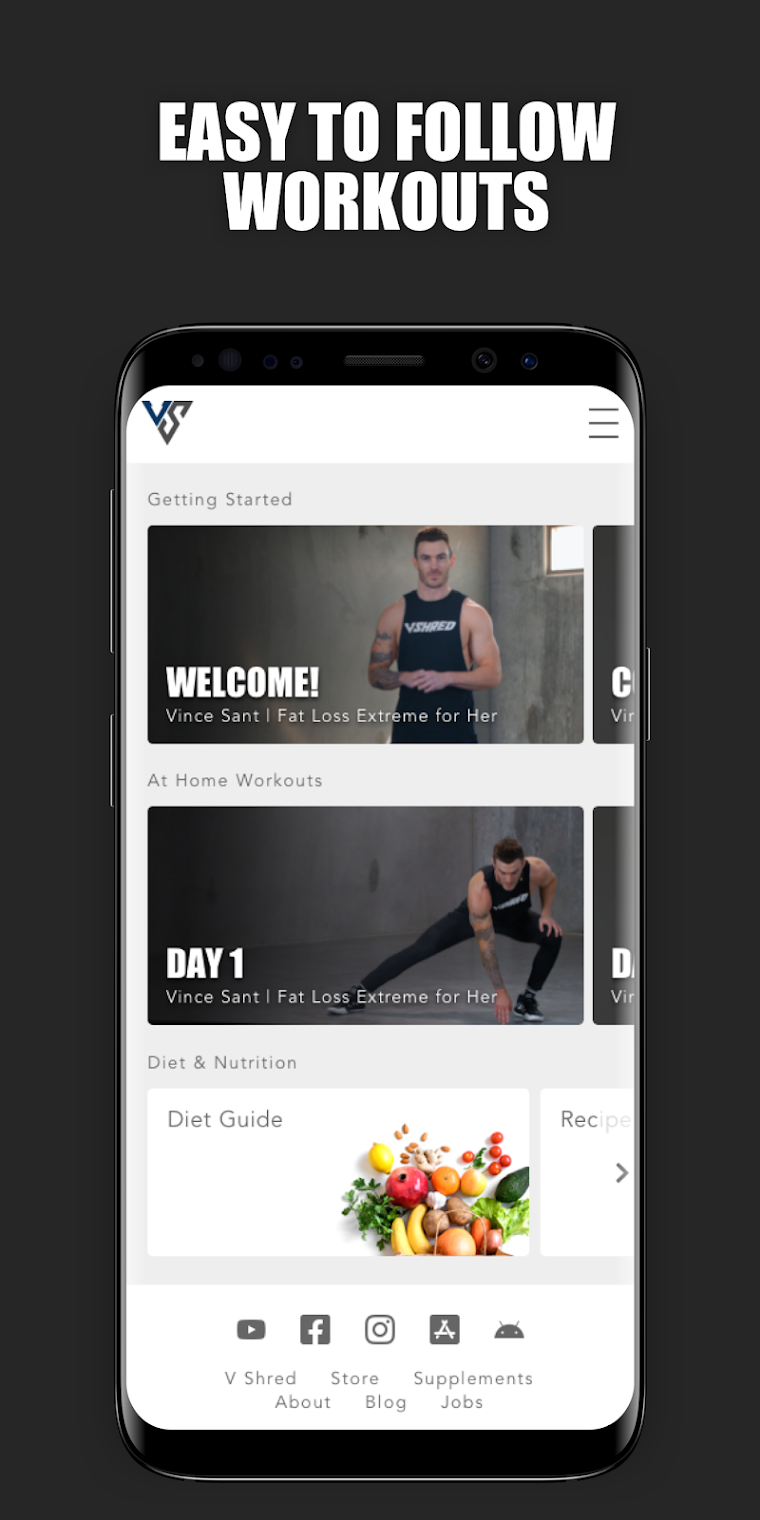 EASY TO FOLLOW
WORKOUTS
VS
Getting Started
VSHRED
WELCOME!
Vince Sant | Fat Loss Extreme for Her
At Home Workouts
VSHRED
DAY 1
Vince Sant | Fat Loss Extreme for Her
Diet & Nutrition
Diet Guide
Recipe
V Shred Store Supplements
About Blog Jobs